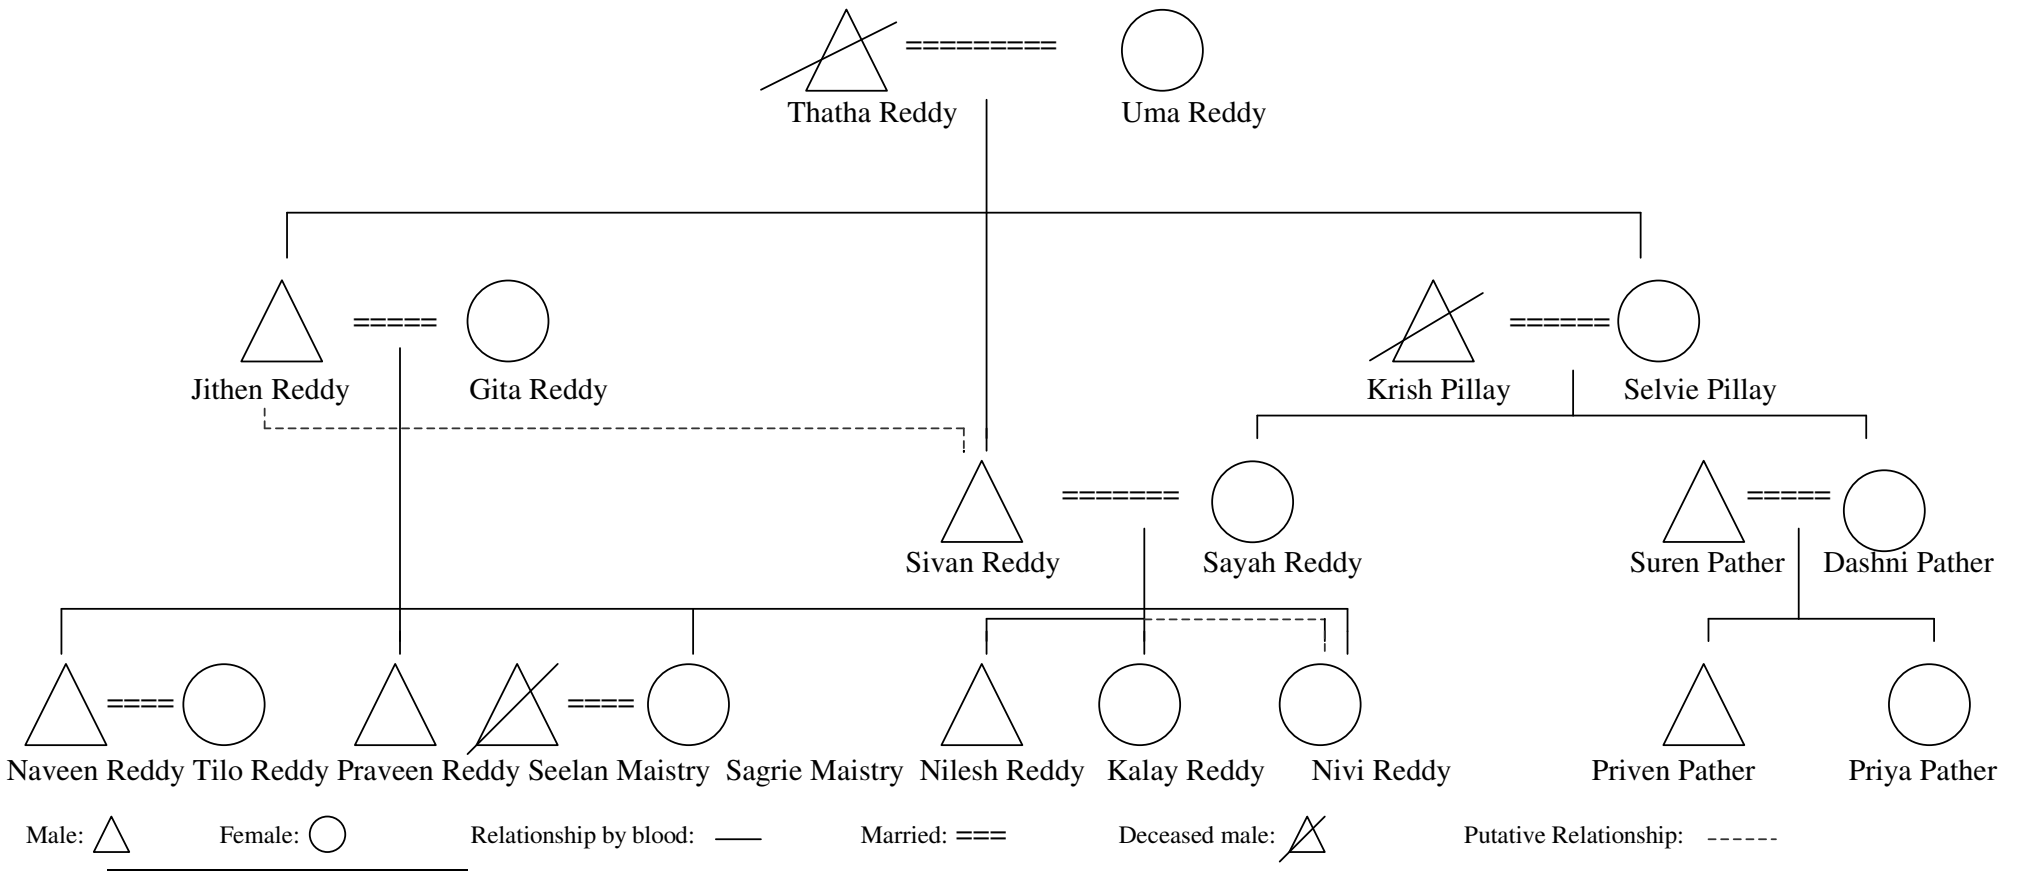 Thatha Reddy Uma Reddy
Jithen Reddy Gita Reddy Krish Pillay Selvie Pillay
Sivan Reddy Sayah Reddy Suren Pather Dashni Pather
Naveen Reddy Tilo Reddy Praveen Reddy Seelan Maistry Sagrie Maistry Nilesh Reddy Kalay Reddy Nivi Reddy Priven Pather Priya Pather
Male: Female: Relationship by blood: Married: === Deceased male: Putative Relationship: